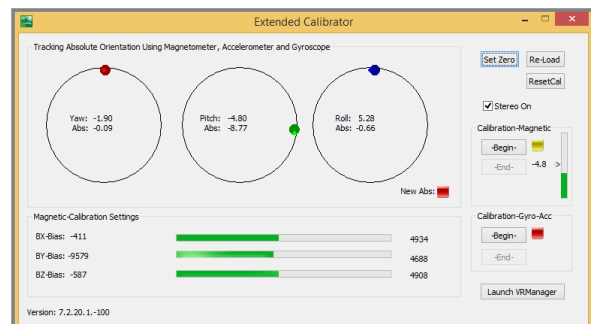 Extended Calibrator
Tracking Absolute Orientation Using Magnetometer, Accelerometer and Gyroscope
Yaw: -1.90
Abs: -0.09
Pitch: -4.80
Abs: -8.77
Roll: 5.28
Abs: -0.66
New Abs:
Set Zero
Re-Load
ResetCal
Stereo On
Calibration-Magnetic
-Begin-
-End-
-4.8 >
Magnetic-Calibration Settings
BX-Bias: -411
4934
BY-Bias: -9579
4688
BZ-Bias: -587
4908
Calibration-Gyro-Acc
-Begin-
-End-
Launch VRManager
Version: 7.2.20.1.-100